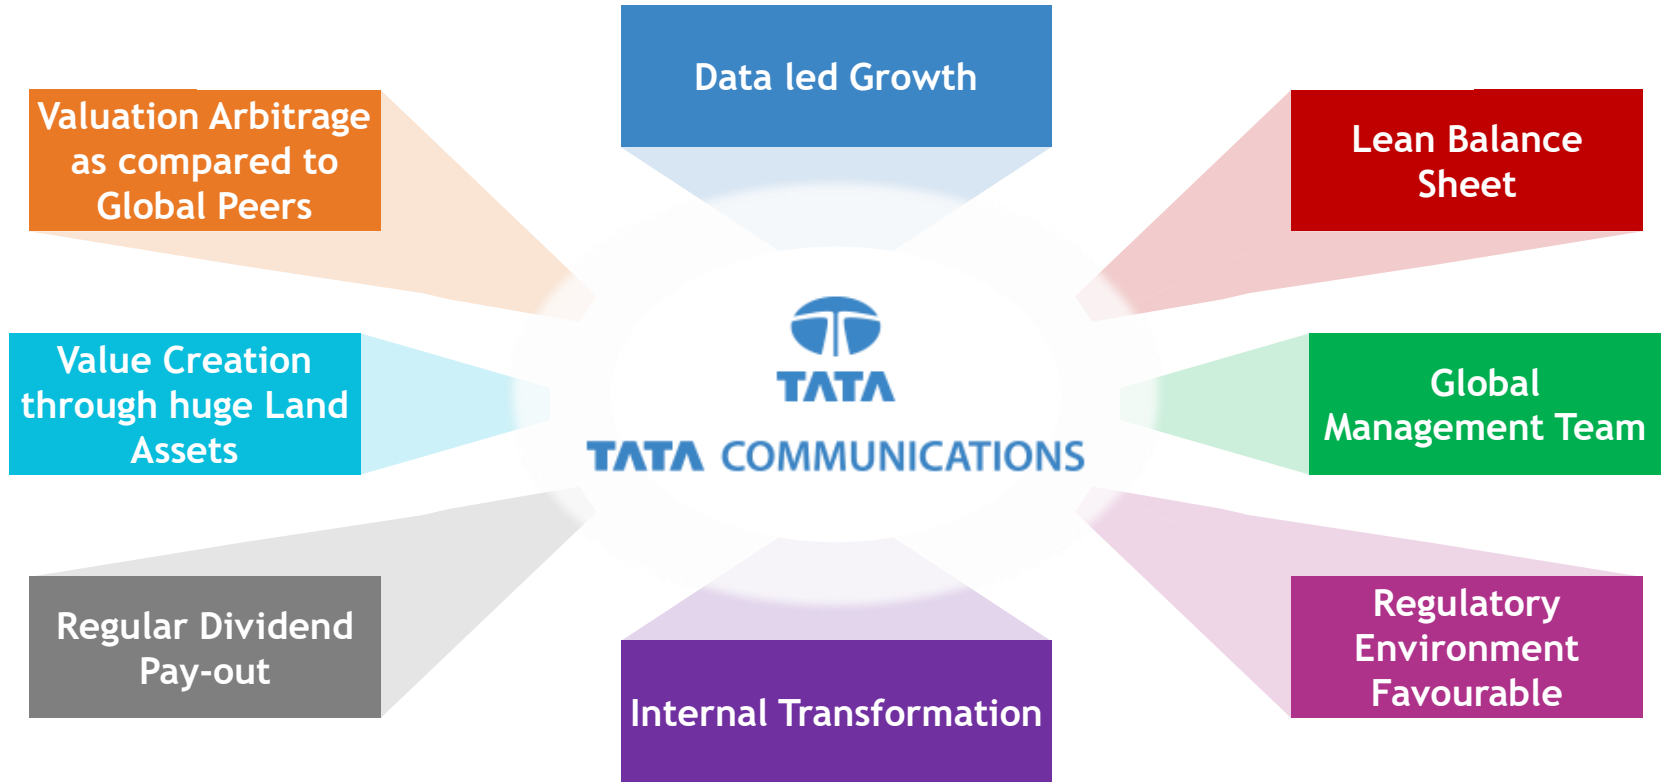 Data led Growth
Valuation Arbitrage
as compared to
Global Peers
Lean Balance
Sheet
Value Creation
through huge Land
Assets
TATA
TATA COMMUNICATIONS
Global
Management Team
Regular Dividend
Pay-out
Internal Transformation
Regulatory
Environment
Favourable